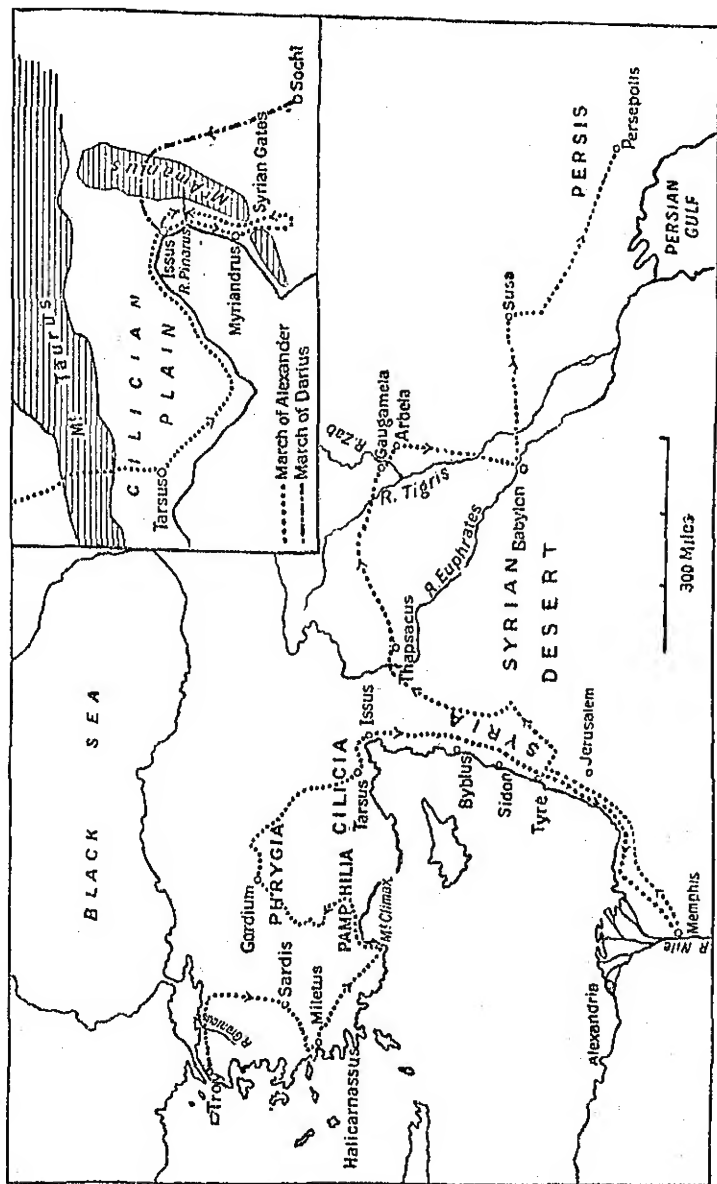 BLACK SEA
Troy
R. Granicus
Sardis
Miletus
Halicarnassus
Gordium
PHRYGIA
PAMPHILIA
Mt Climax
CILICIA
Tarsus
Issus
SYRIA
Byblus
Sidon
Tyre
Jerusalem
Alexandria
R. Nile
Memphis
Thapsacus
SYRIAN
DESERT
R. Euphrates
R. Tigris
R. Zab
Gaugamela
Arbela
Babylon
Susa
PERSIS
Persepolis
PERSIAN
GULF
300 Miles
Mt Taurus
CILICIAN
PLAIN
Tarsus
Issus
R. Pinarus
Mt Amanus
Myriandrus
Syrian Gates
Sochi
March of Alexander
March of Darius